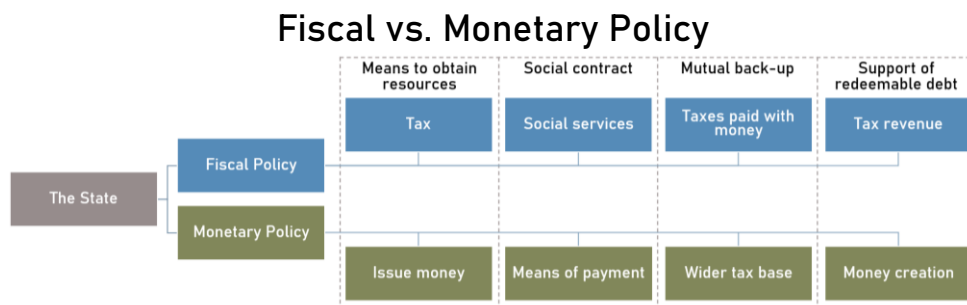 Fiscal vs. Monetary Policy
Means to obtain
resources
Social contract
Mutual back-up
Support of
redeemable debt
Tax
Social services
Taxes paid with
money
Tax revenue
Fiscal Policy
The State
Monetary Policy
Issue money
Means of payment
Wider tax base
Money creation